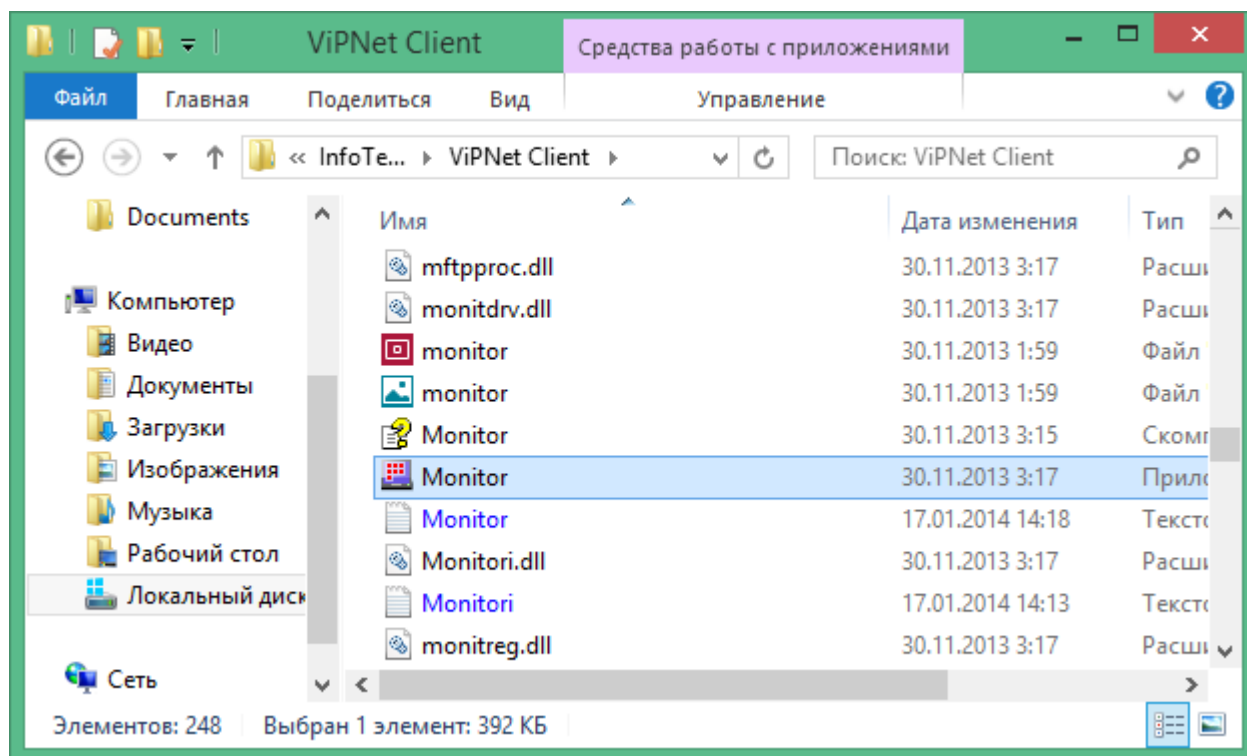 ViPNet Client Средства работы с приложениями
Файл Главная Поделиться Вид Управление
« InfoTe... ViPNet Client Поиск: ViPNet Client
Documents
Компьютер
Видео
Документы
Загрузки
Изображения
Музыка
Рабочий стол
Локальный диск
Сеть
Имя Дата изменения Тип
mftpproc.dll 30.11.2013 3:17 Расши
monitdrv.dll 30.11.2013 3:17 Расши
monitor 30.11.2013 1:59 Файл
monitor 30.11.2013 1:59 Файл
Monitor 30.11.2013 3:15 Скомп
Monitor 30.11.2013 3:17 Прило
Monitor 17.01.2014 14:18 Тексто
Monitori.dll 30.11.2013 3:17 Расши
Monitori 17.01.2014 14:13 Тексто
monitreg.dll 30.11.2013 3:17 Расши
Элементов: 248 Выбран 1 элемент: 392 КБ